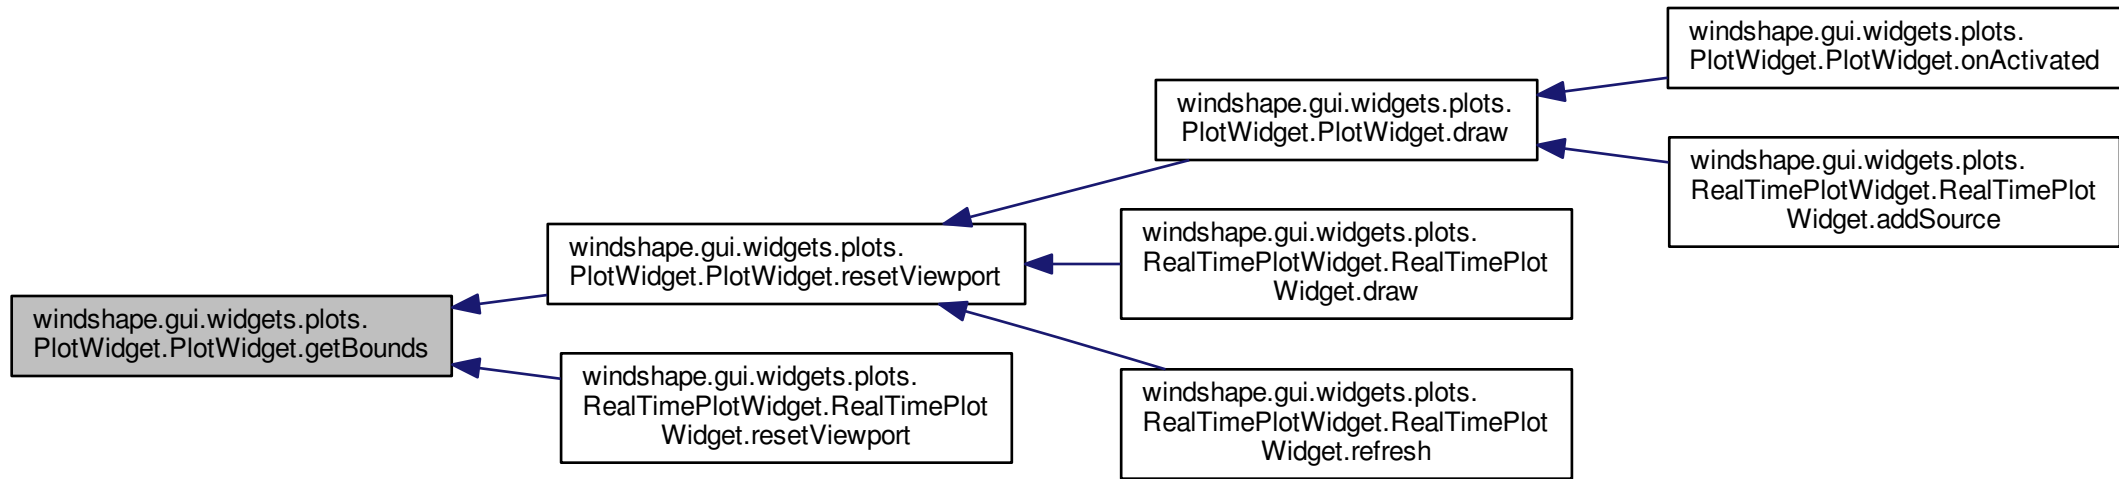 windshape.gui.widgets.plots.
PlotWidget.PlotWidget.getBounds
windshape.gui.widgets.plots.
PlotWidget.PlotWidget.resetViewport
windshape.gui.widgets.plots.
RealTimePlotWidget.RealTimePlot
Widget.resetViewport
windshape.gui.widgets.plots.
PlotWidget.PlotWidget.draw
windshape.gui.widgets.plots.
RealTimePlotWidget.RealTimePlot
Widget.draw
windshape.gui.widgets.plots.
RealTimePlotWidget.RealTimePlot
Widget.refresh
windshape.gui.widgets.plots.
PlotWidget.PlotWidget.onActivated
windshape.gui.widgets.plots.
RealTimePlotWidget.RealTimePlot
Widget.addSource